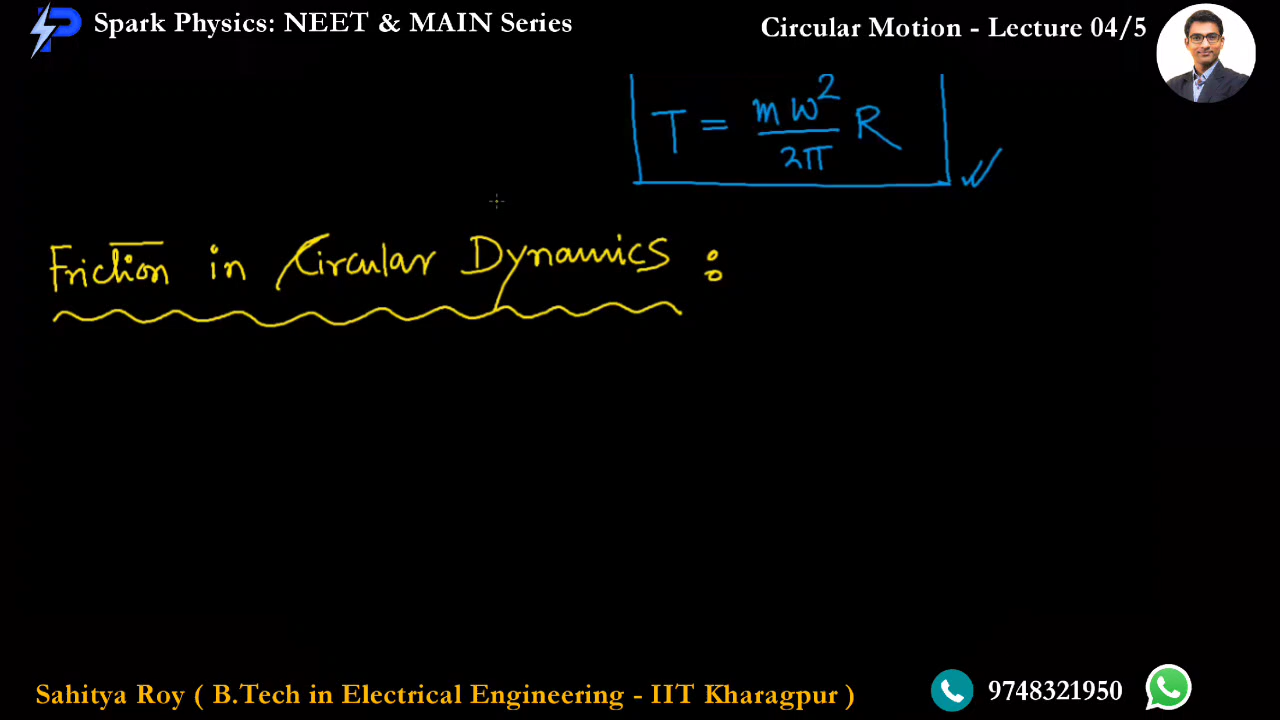 Spark Physics: NEET & MAIN Series
Circular Motion - Lecture 04/5
T = mω²/2π R
Friction in Circular Dynamics :
Sahitya Roy ( B.Tech in Electrical Engineering - IIT Kharagpur )
9748321950